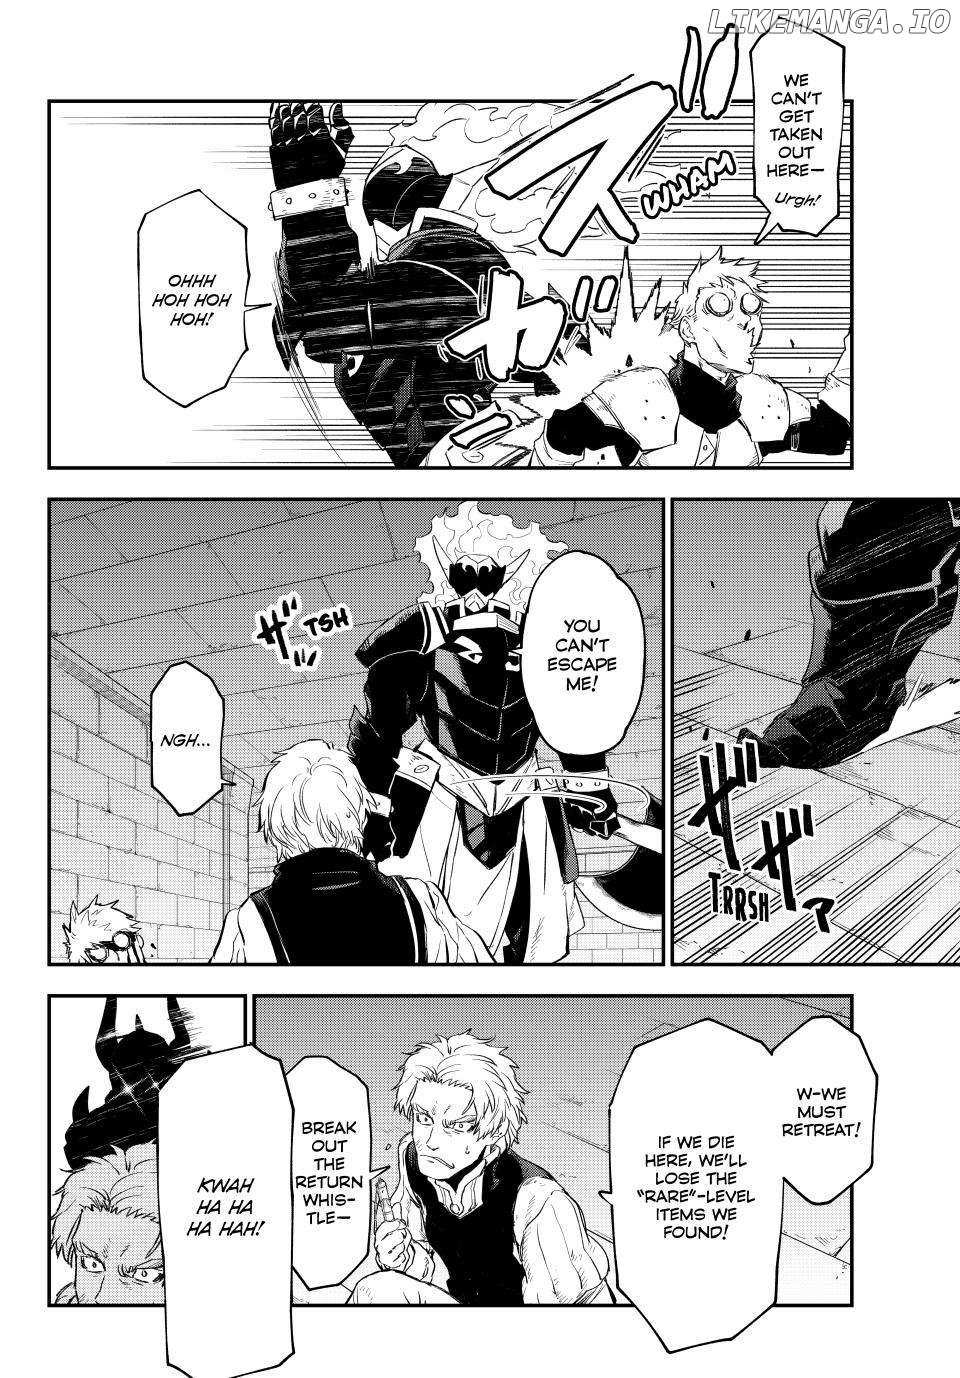 LIKEMANGA.IO
WE
CAN'T
GET
TAKEN
OUT
HERE—
Urgh!
WHAM
OHHH
HOH HOH
HOH!
TRRSH
YOU
CAN'T
ESCAPE
ME!
ザッ
TSH
NGH...
W-WE
MUST
RETREAT!
IF WE DIE
HERE, WE'LL
LOSE THE
"RARE"-LEVEL
ITEMS WE
FOUND!
BREAK
OUT
THE
RETURN
WHIS-
TLE—
KWAH
HA HA
HA HAH!